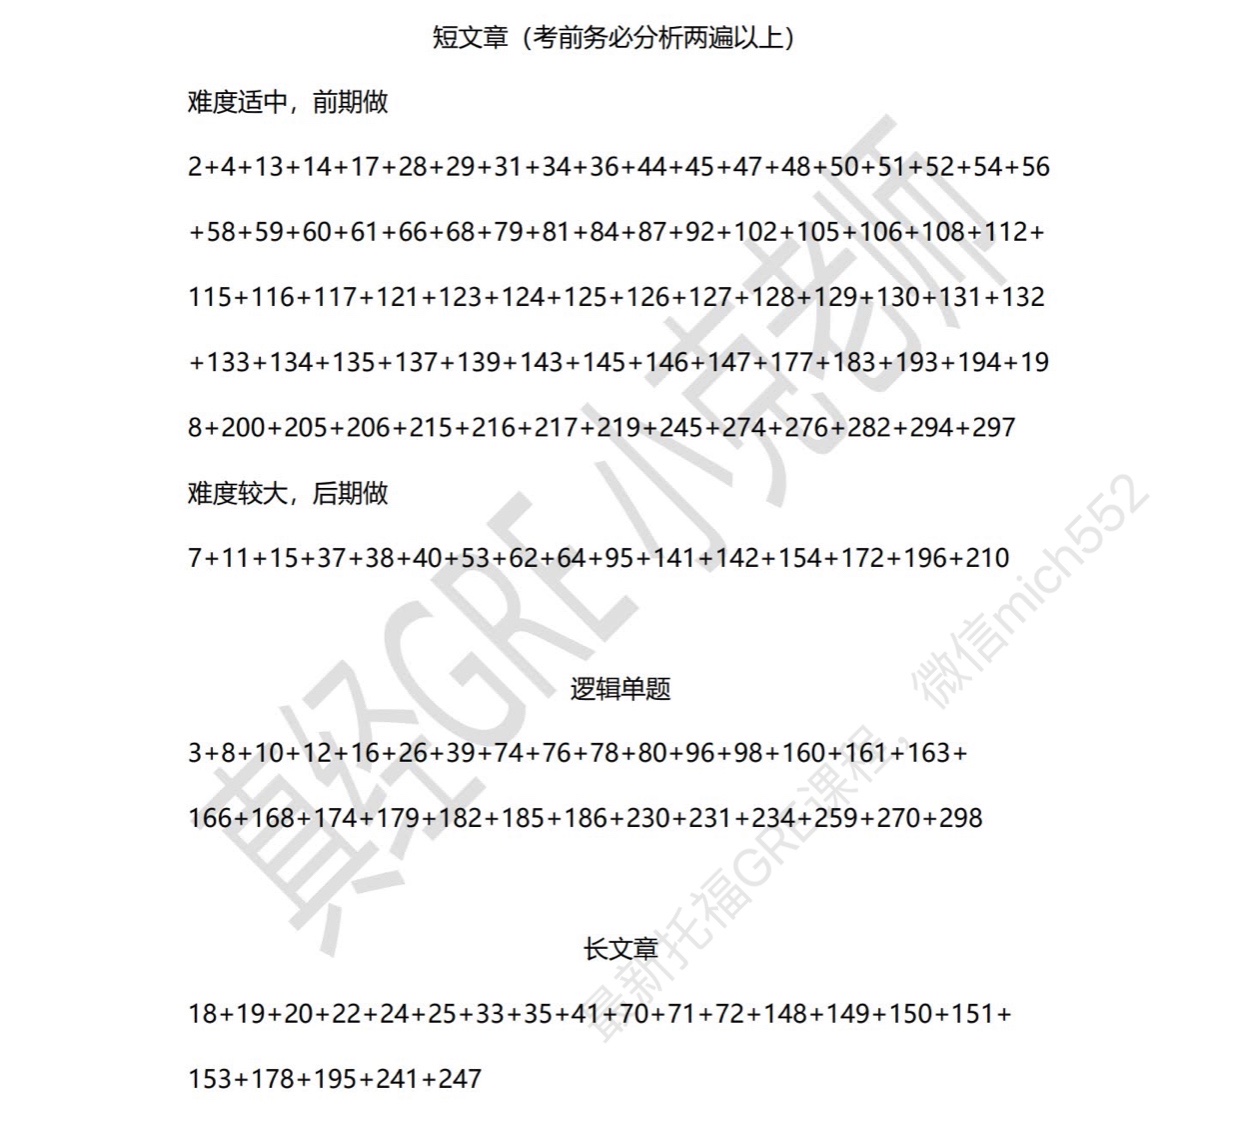 短文章（考前务必分析两遍以上）
难度适中，前期做
2+4+13+14+17+28+29+31+34+36+44+45+47+48+50+51+52+54+56
+58+59+60+61+66+68+79+81+84+87+92+102+105+106+108+112+
115+116+117+121+123+124+125+126+127+128+129+130+131+132
+133+134+135+137+139+143+145+146+147+177+183+193+194+19
8+200+205+206+215+216+217+219+245+274+276+282+294+297
难度较大，后期做
7+11+15+37+38+40+53+62+64+95+141+142+154+172+196+210
逻辑单题
3+8+10+12+16+26+39+74+76+78+80+96+98+160+161+163+
166+168+174+179+182+185+186+230+231+234+259+270+298
长文章
18+19+20+22+24+25+33+35+41+70+71+72+148+149+150+151+
153+178+195+241+247
真经GRE 小克老师
最新托福GRE课程，微信mich552